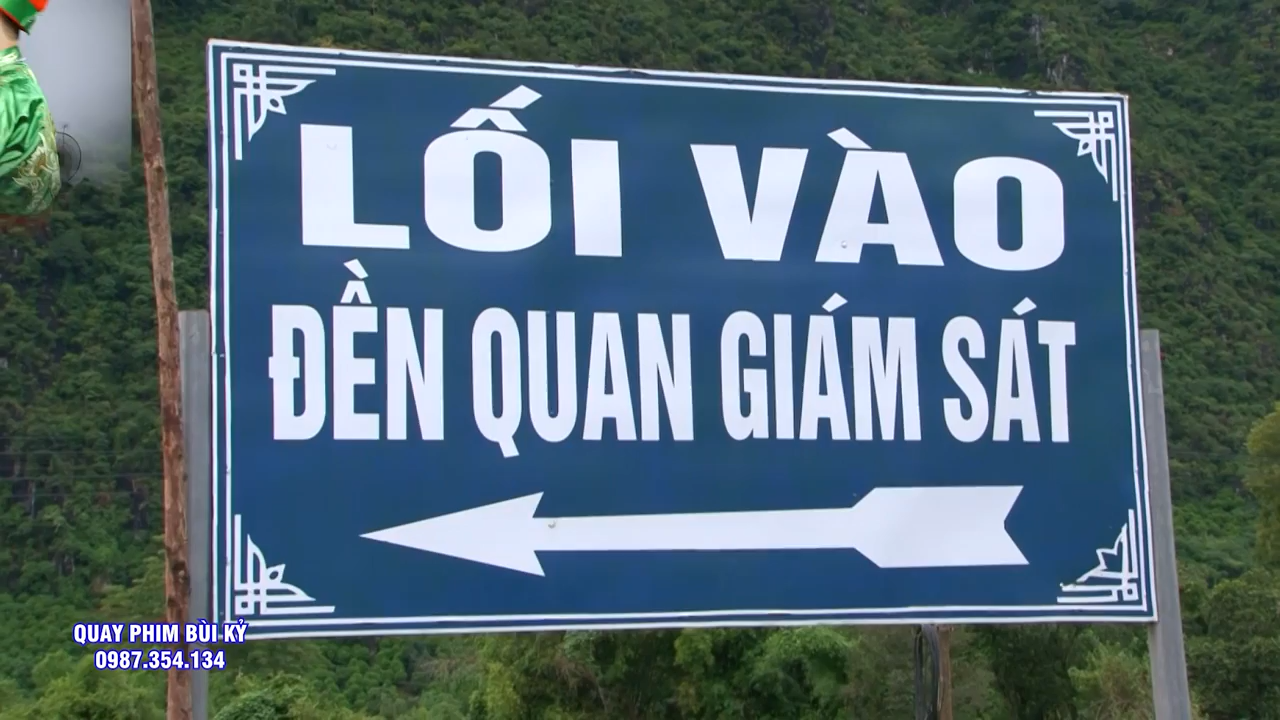 LỐI VÀO
ĐỀN QUAN GIÁM SÁT
QUAY PHIM BÙI KỶ
0987.354.134